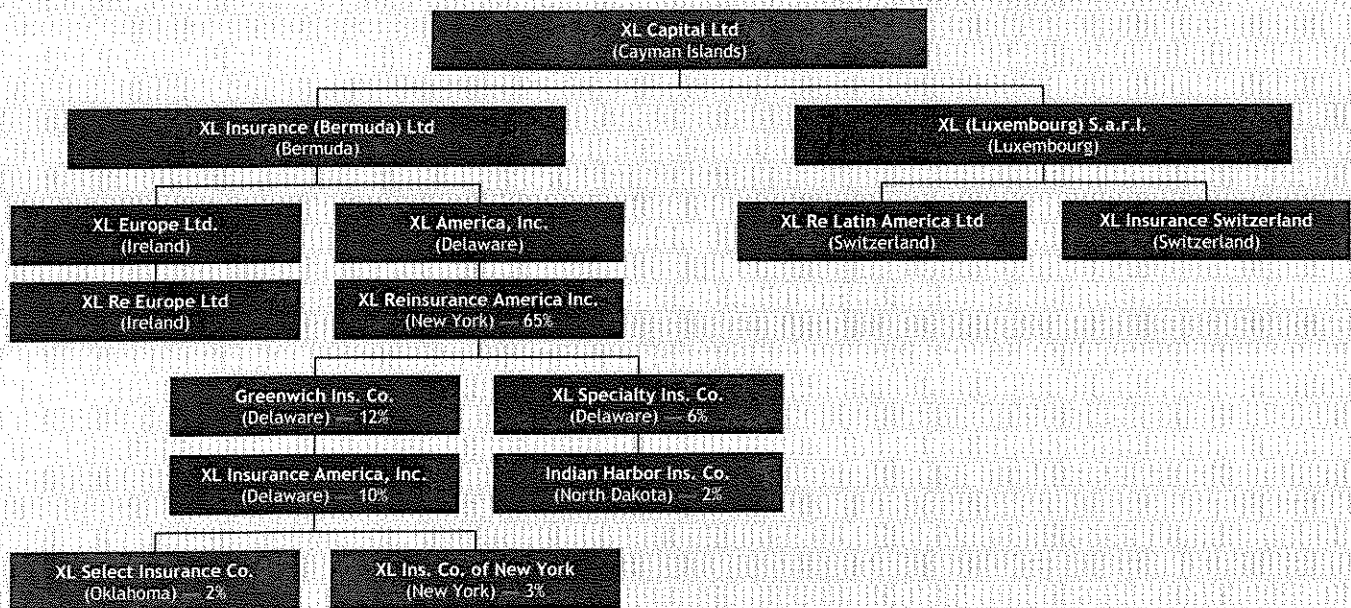 XL Capital Ltd
(Cayman Islands)
XL Insurance (Bermuda) Ltd
(Bermuda)
XL (Luxembourg) S.a.r.l.
(Luxembourg)
XL Europe Ltd.
(Ireland)
XL America, Inc.
(Delaware)
XL Re Latin America Ltd
(Switzerland)
XL Insurance Switzerland
(Switzerland)
XL Re Europe Ltd
(Ireland)
XL Reinsurance America Inc.
(New York) — 65%
Greenwich Ins. Co.
(Delaware) — 12%
XL Specialty Ins. Co.
(Delaware) — 6%
XL Insurance America, Inc.
(Delaware) — 10%
Indian Harbor Ins. Co.
(North Dakota) — 2%
XL Select Insurance Co.
(Oklahoma) — 2%
XL Ins. Co. of New York
(New York) — 3%